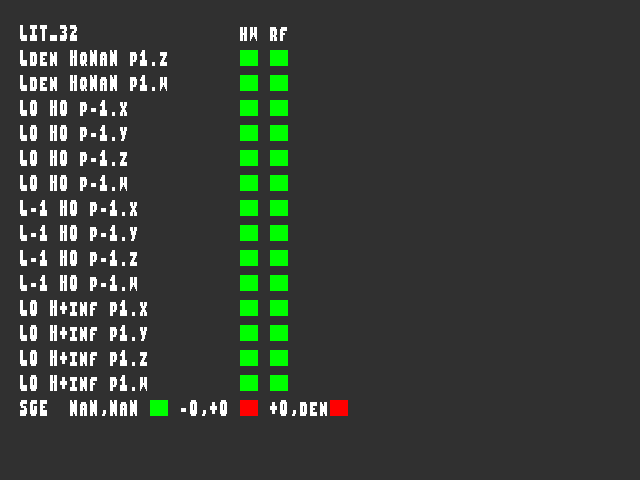 LIT_32 HW RF
LDEN HQNAN P1.Z
LDEN HQNAN P1.W
L0 H0 P-1.X
L0 H0 P-1.Y
L0 H0 P-1.Z
L0 H0 P-1.W
L-1 H0 P-1.X
L-1 H0 P-1.Y
L-1 H0 P-1.Z
L-1 H0 P-1.W
L0 H+INF P1.X
L0 H+INF P1.Y
L0 H+INF P1.Z
L0 H+INF P1.W
SGE NAN,NAN -0,+0 +0,DEN